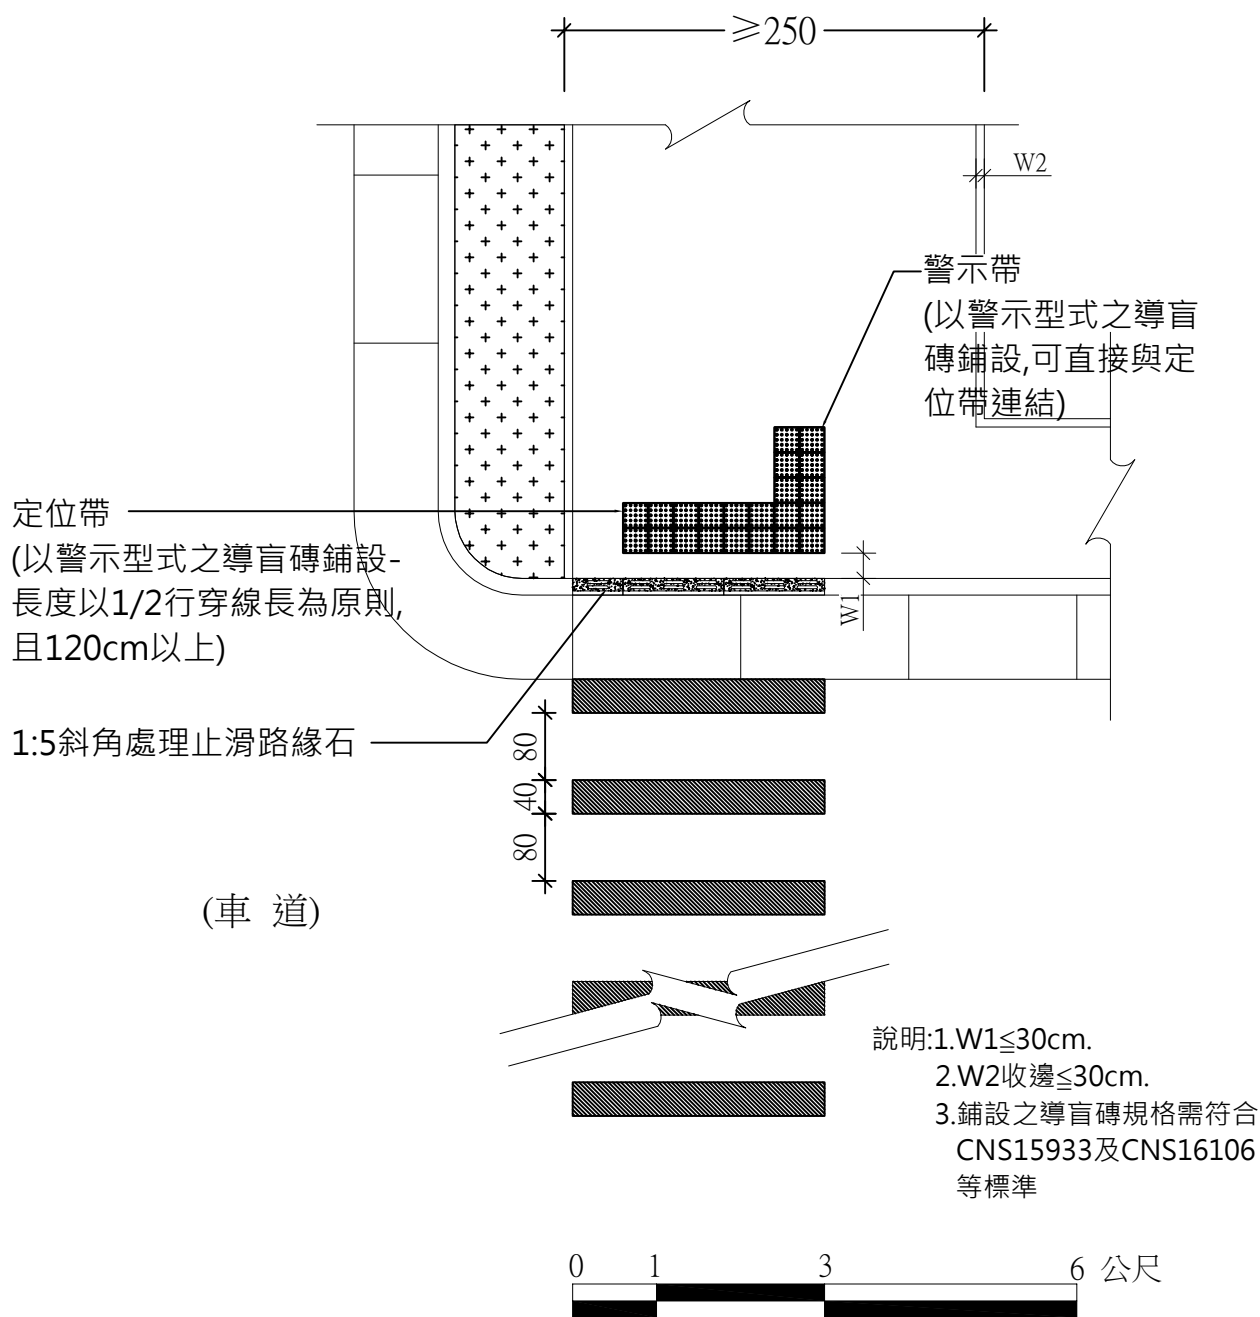 ≥250
W2
警示帶
(以警示型式之導盲
磚鋪設,可直接與定
位帶連結)
定位帶
(以警示型式之導盲磚鋪設-
長度以1/2行穿線長為原則,
且120cm以上)
W1
1:5斜角處理止滑路緣石
80
40
80
(車 道)
說明:1.W1≦30cm.
2.W2收邊≦30cm.
3.鋪設之導盲磚規格需符合
CNS15933及CNS16106
等標準
0 1 3 6 公尺